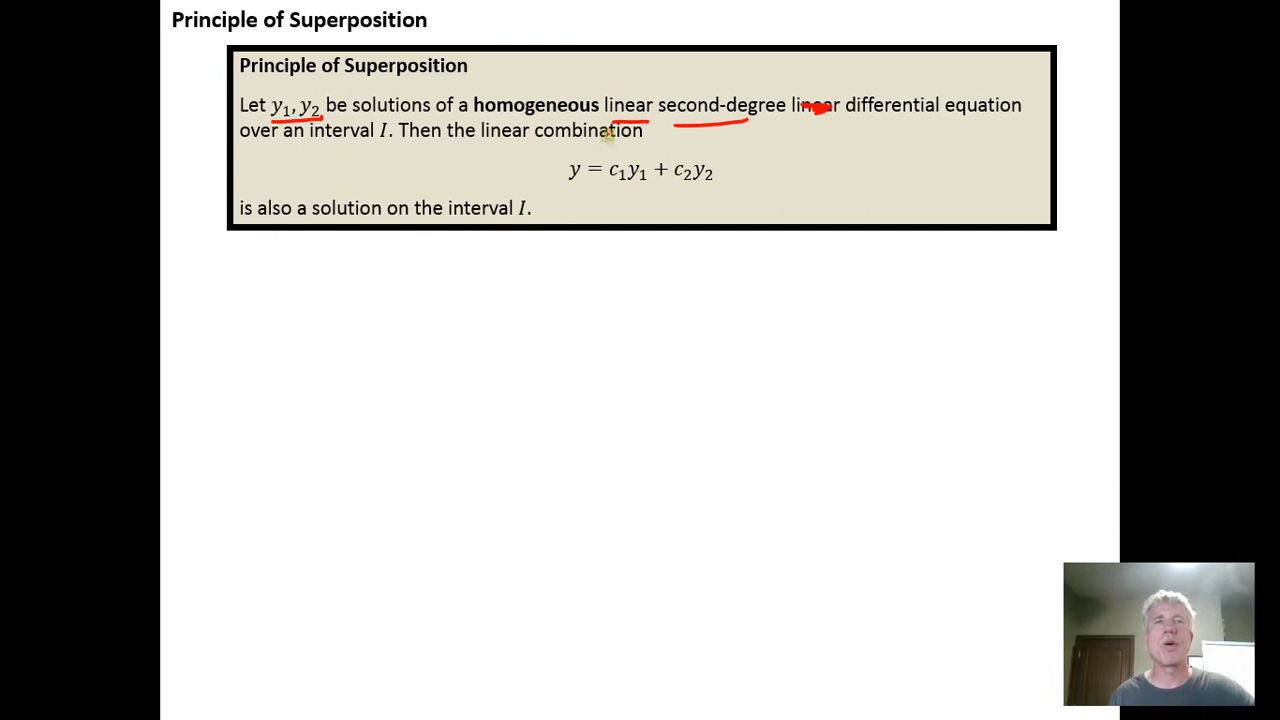 Principle of Superposition
Principle of Superposition
Let y₁, y₂ be solutions of a homogeneous linear second-degree linear differential equation
over an interval I. Then the linear combination
y = c₁y₁ + c₂y₂
is also a solution on the interval I.